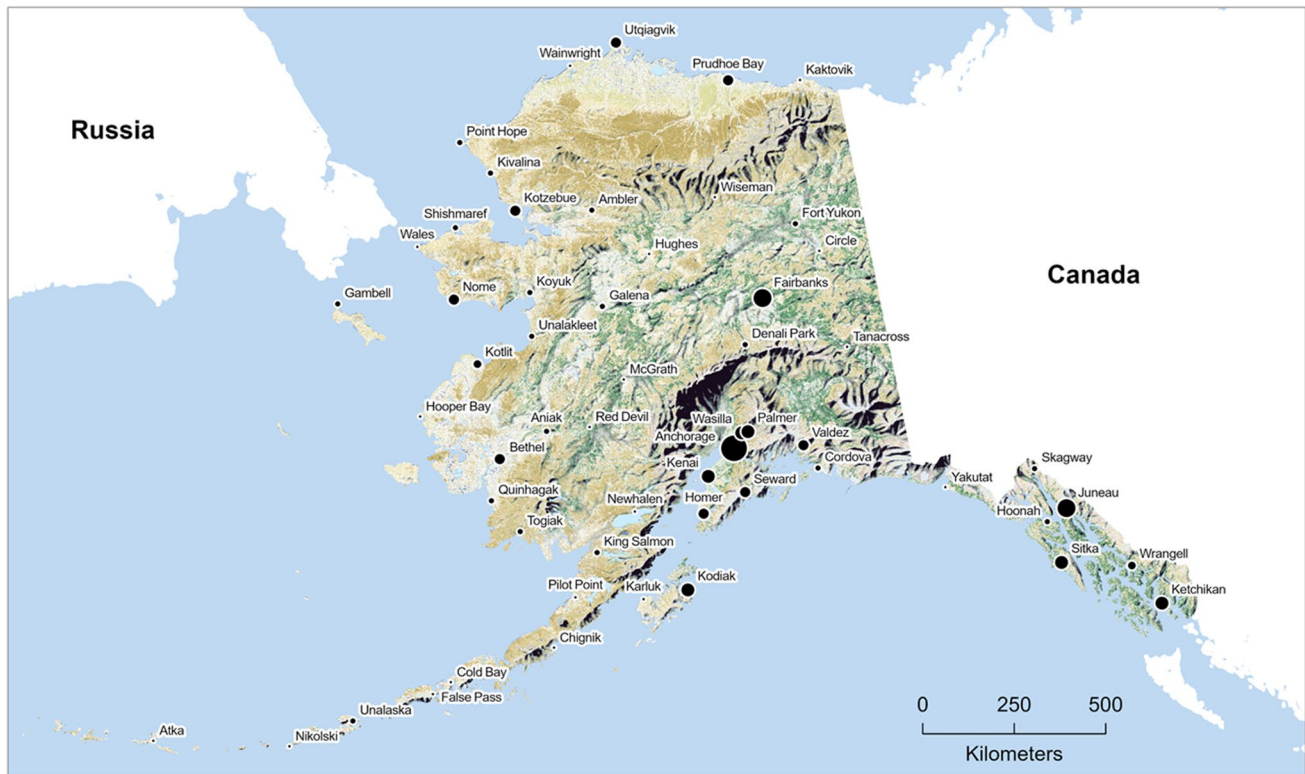 Utqiagvik
Wainwright
Prudhoe Bay
Kaktovik
Russia
Point Hope
Kivalina
Wiseman
Kotzebue
Ambler
Shishmaref
Fort Yukon
Wales
Hughes
Circle
Canada
Fairbanks
Gambell
Nome
Koyuk
Galena
Unalakleet
Denali Park
Tanacross
Kotlit
McGrath
Hooper Bay
Aniak
Red Devil
Wasilla
Palmer
Anchorage
Valdez
Bethel
Cordova
Kenai
Skagway
Yakutat
Seward
Quinhagak
Newhalen
Homer
Juneau
Hoonah
Togiak
King Salmon
Sitka
Wrangell
Pilot Point
Karluk
Kodiak
Ketchikan
Chignik
Cold Bay
False Pass
Unalaska
Atka
Nikolski
0 250 500
Kilometers